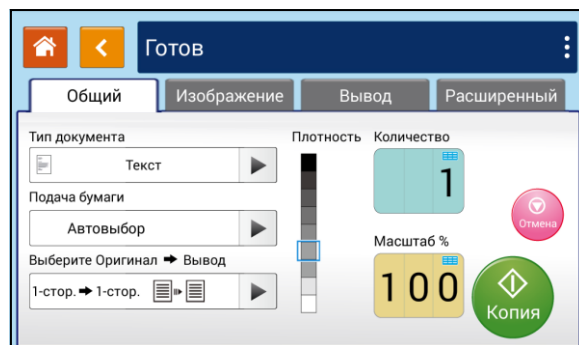 Готов
Общий
Изображение
Вывод
Расширенный
Тип документа
Плотность
Количество
Текст
1
Подача бумаги
Автовыбор
Отмена
Масштаб %
Выберите Оригинал ➡ Вывод
100
1-стор. ➡ 1-стор.
Копия